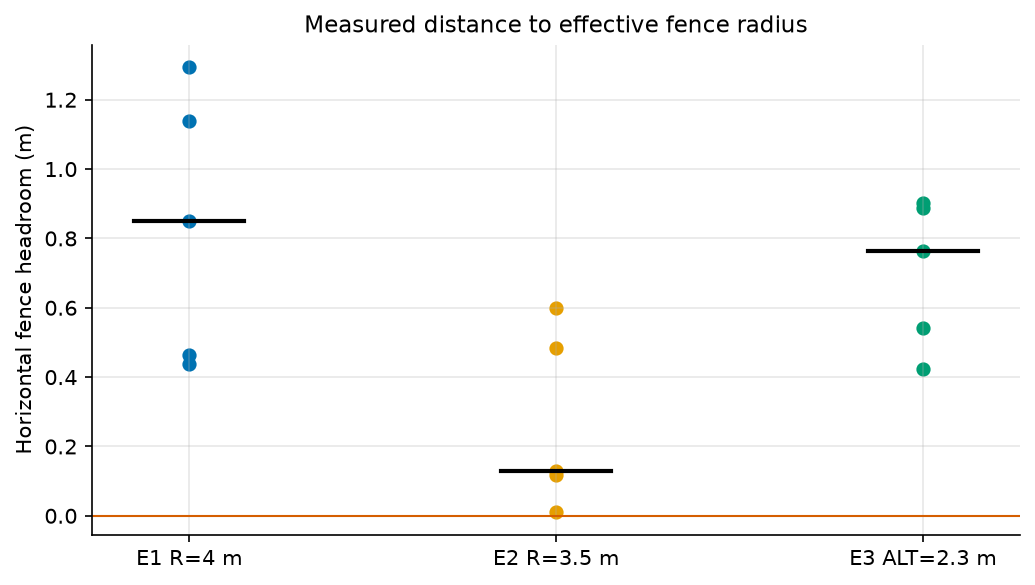 Measured distance to effective fence radius
Horizontal fence headroom (m)
1.2
1.0
0.8
0.6
0.4
0.2
0.0
E1 R=4 m
E2 R=3.5 m
E3 ALT=2.3 m